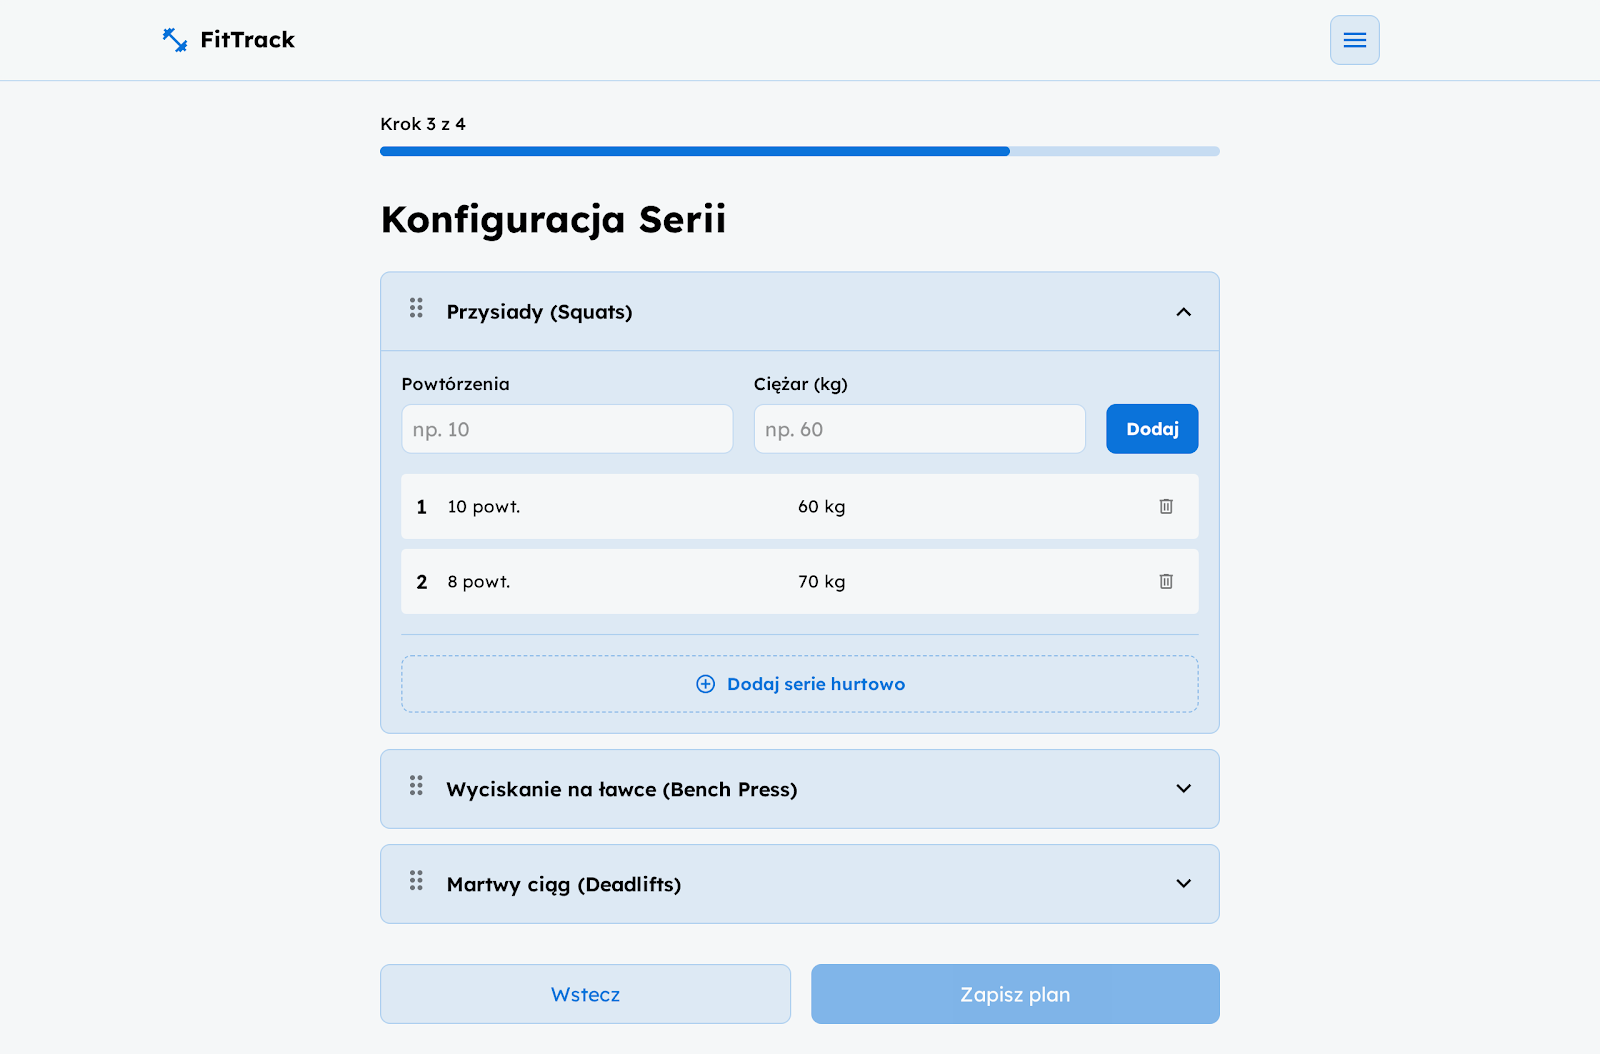 FitTrack
Krok 3 z 4
Konfiguracja Serii
Przysiady (Squats)
Powtórzenia
Ciężar (kg)
np. 10
np. 60
Dodaj
1 10 powt. 60 kg
2 8 powt. 70 kg
Dodaj serie hurtowo
Wyciskanie na ławce (Bench Press)
Martwy ciąg (Deadlifts)
Wstecz
Zapisz plan